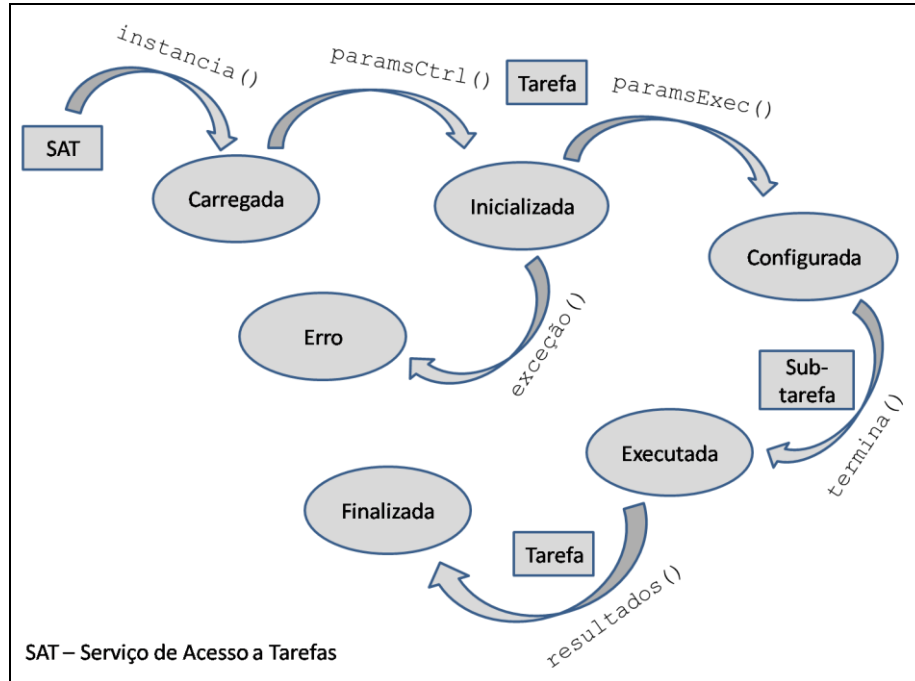 instancia()
paramsCtrl()
Tarefa
paramsExec()
SAT
Carregada
Inicializada
Configurada
Erro
exceção()
Sub-
tarefa
termina()
Executada
Finalizada
Tarefa
resultados()
SAT – Serviço de Acesso a Tarefas